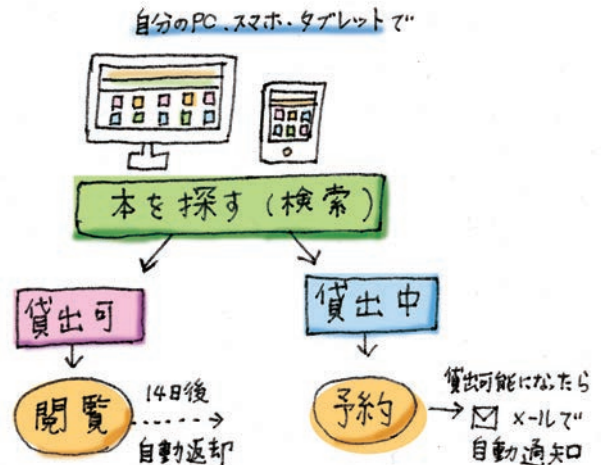 自分のPC、スマホ・タブレットで
本を探す(検索)
貸出可
貸出中
閲覧
14日後
自動返却
予約
貸出可能になったら
メールで
自動通知